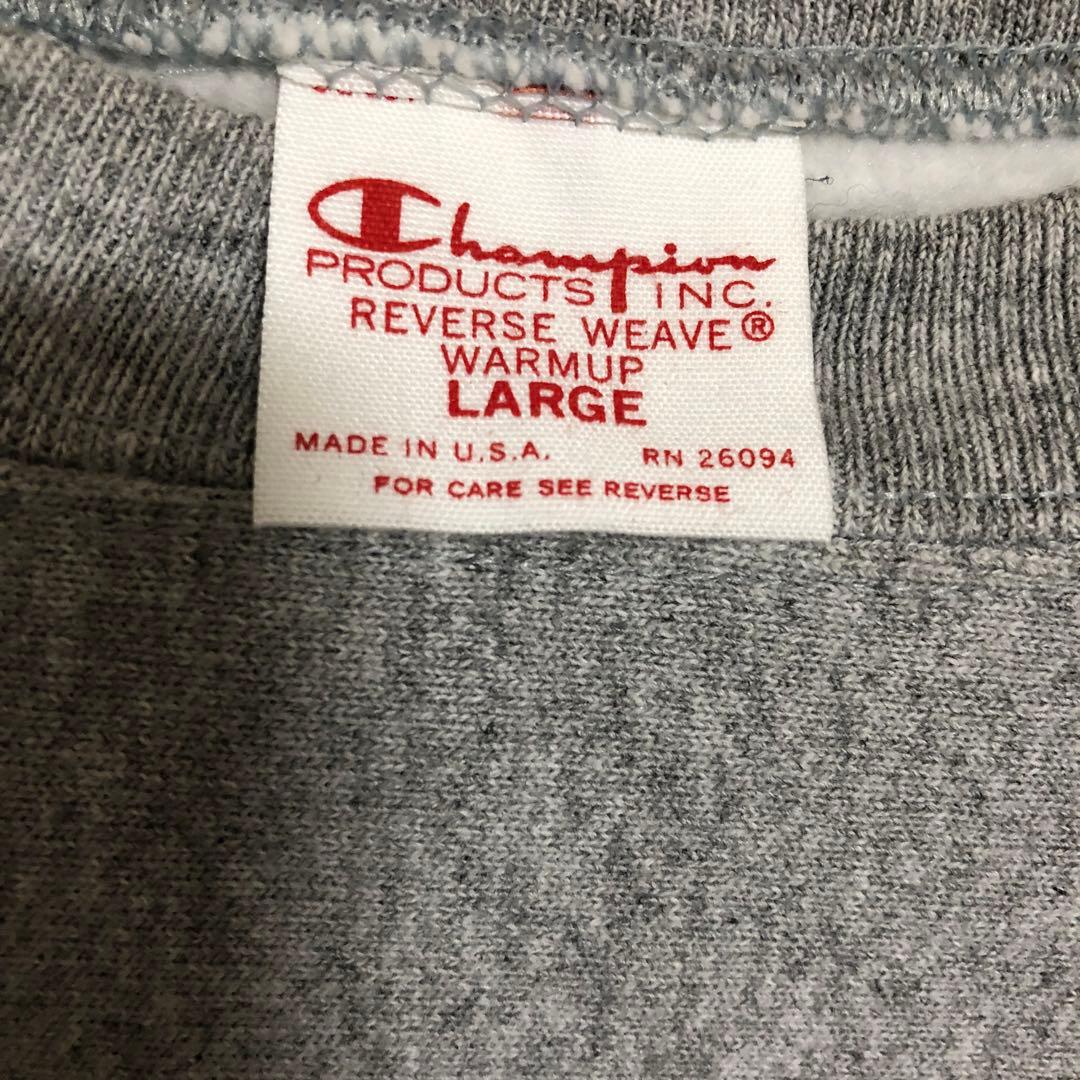 Champion
PRODUCTS INC.
REVERSE WEAVE®
WARMUP
LARGE
MADE IN U.S.A. RN 26094
FOR CARE SEE REVERSE